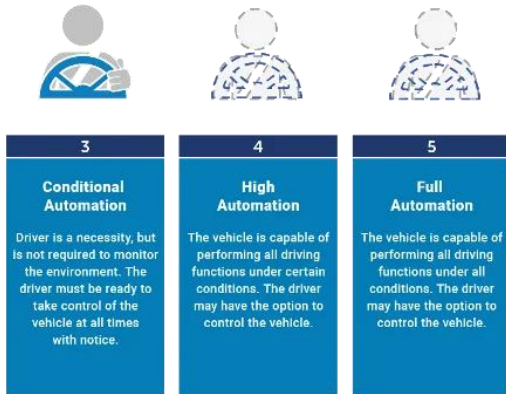 3
Conditional
Automation
Driver is a necessity, but
is not required to monitor
the environment. The
driver must be ready to
take control of the
vehicle at all times
with notice.
4
High
Automation
The vehicle is capable of
performing all driving
functions under certain
conditions. The driver
may have the option to
control the vehicle.
5
Full
Automation
The vehicle is capable of
performing all driving
functions under all
conditions. The driver
may have the option to
control the vehicle.